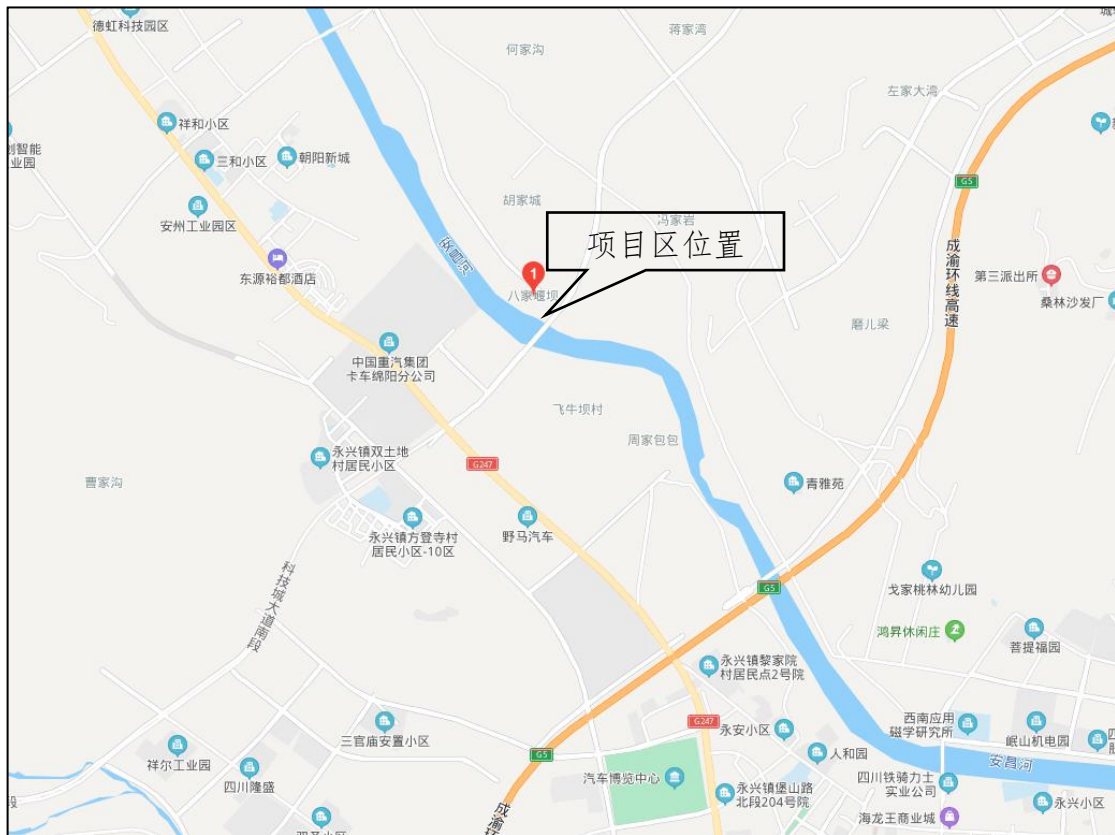 德虹科技园区
何家沟
蒋家湾
左家大湾
祥和小区
三和小区
朝阳新城
创智能
业园
安州工业园区
胡家城
冯家岩
G5
项目区位置
安昌河
东源裕都酒店
1
八家堰坝
成渝环线高速
第三派出所
桑林沙发厂
磨儿梁
中国重汽集团
卡车绵阳分公司
飞牛坝村
周家包包
永兴镇双土地
村居民小区
G247
曹家沟
青雅苑
永兴镇方登寺村
居民小区-10区
野马汽车
科技城大道南段
G5
戈家桃林幼儿园
鸿昇休闲庄
菩提福园
永兴镇黎家院
村居民点2号院
三官庙安置小区
G247
永安小区
西南应用
磁学研究所
岷山机电园
祥尔工业园
G5
人和园
安昌河
四川隆盛
汽车博览中心
四川铁骑力士
实业公司
永兴镇堡山路
北段204号院
永兴小区
段
成渝环
海龙王商业城